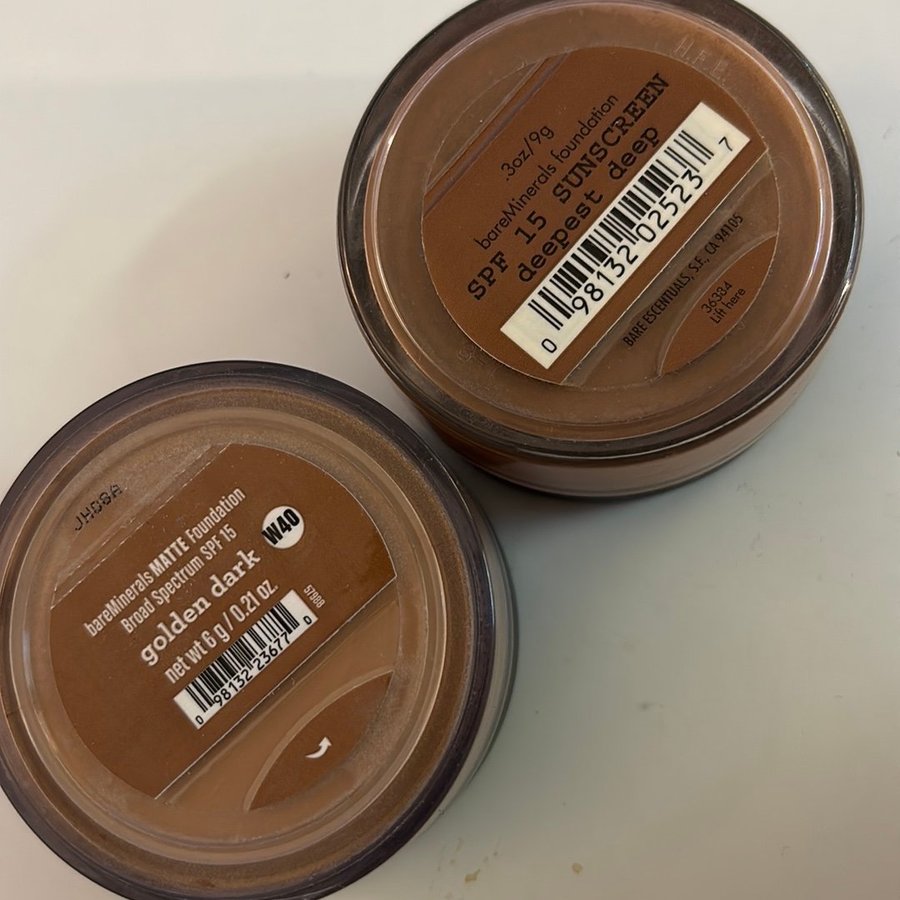 .3oz/9g
bareMinerals foundation
SPF 15 SUNSCREEN
deepest deep
0 98132 02523 7
BARE ESCENTUALS, S.F., CA 94105
36384
Lift here
JH08A
bareMinerals MATTE Foundation
Broad Spectrum SPF 15
golden dark W40
net wt 6 g / 0.21 oz.
57988
0 98132 23677 0